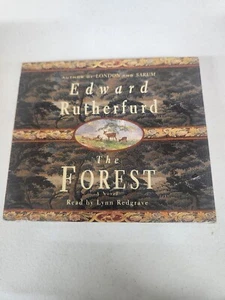 AUTHOR OF LONDON AND SARUM
Edward
Rutherfurd
The
FOREST
A Novel
Read by Lynn Redgrave